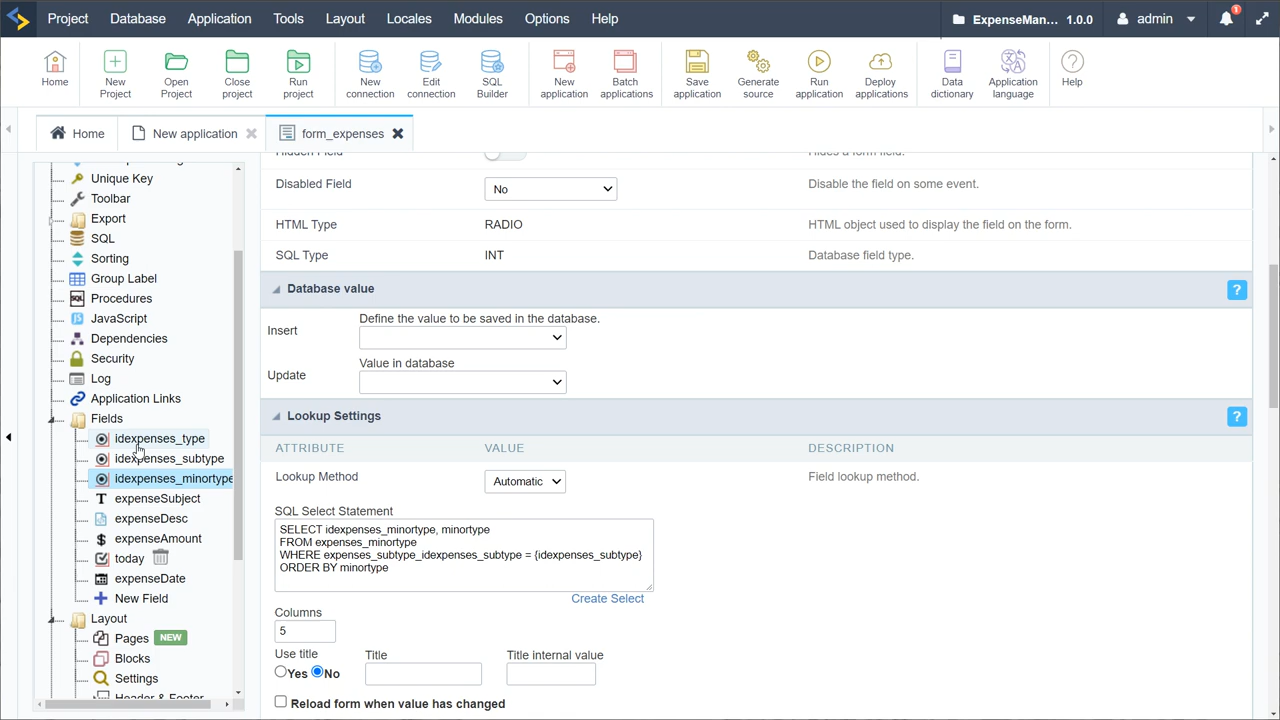 Project Database Application Tools Layout Locales Modules Options Help ExpenseMan... 1.0.0 admin 1
Home
New Project
Open Project
Close project
Run project
New connection
Edit connection
SQL Builder
New application
Batch applications
Save application
Generate source
Run application
Deploy applications
Data dictionary
Application language
Help
Home New application form_expenses
Unique Key
Toolbar
Export
SQL
Sorting
Group Label
Procedures
JavaScript
Dependencies
Security
Log
Application Links
Fields
idexpenses_type
idexpenses_subtype
idexpenses_minortype
expenseSubject
expenseDesc
expenseAmount
today
expenseDate
New Field
Layout
Pages NEW
Blocks
Settings
Header & Footer
Hidden Field Hides a form field.
Disabled Field No Disable the field on some event.
HTML Type RADIO HTML object used to display the field on the form.
SQL Type INT Database field type.
Database value ?
Define the value to be saved in the database.
Insert
Value in database
Update
Lookup Settings ?
ATTRIBUTE VALUE DESCRIPTION
Lookup Method Automatic Field lookup method.
SQL Select Statement
SELECT idexpenses_minortype, minortype
FROM expenses_minortype
WHERE expenses_subtype_idexpenses_subtype = {idexpenses_subtype}
ORDER BY minortype
Create Select
Columns
5
Use title Title Title internal value
Yes No
Reload form when value has changed